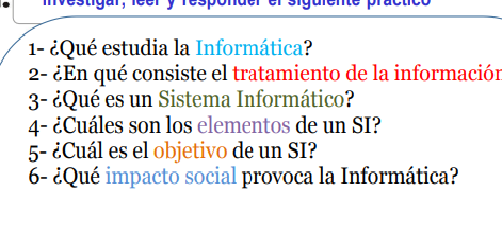 Investigar, leer y responder el siguiente práctico
1- ¿Qué estudia la Informática?
2- ¿En qué consiste el tratamiento de la información
3- ¿Qué es un Sistema Informático?
4- ¿Cuáles son los elementos de un SI?
5- ¿Cuál es el objetivo de un SI?
6- ¿Qué impacto social provoca la Informática?